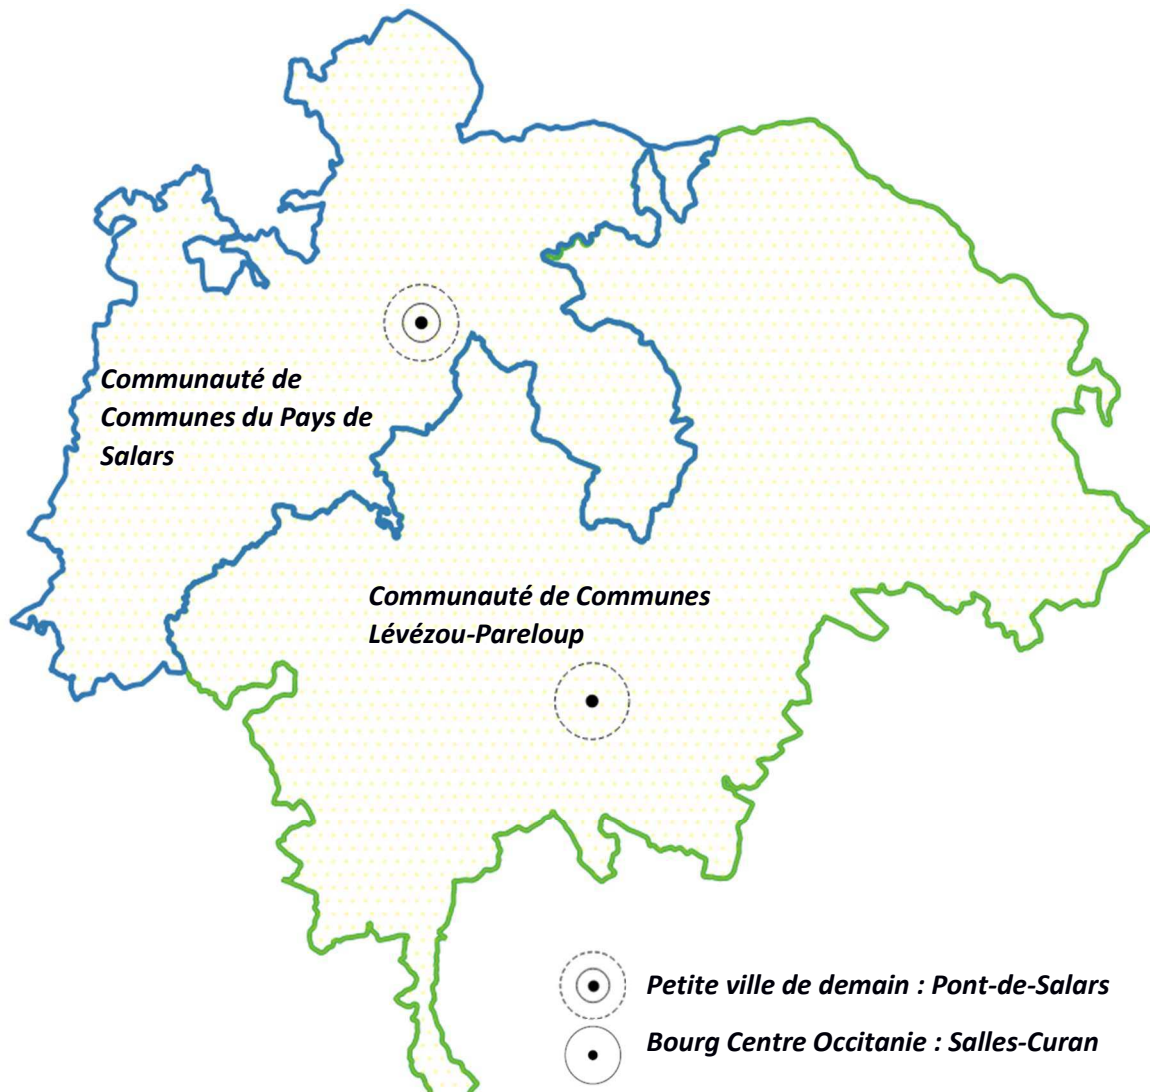 Communauté de
Communes du Pays de
Salars
Communauté de Communes
Lévézou-Pareloup
Petite ville de demain : Pont-de-Salars
Bourg Centre Occitanie : Salles-Curan